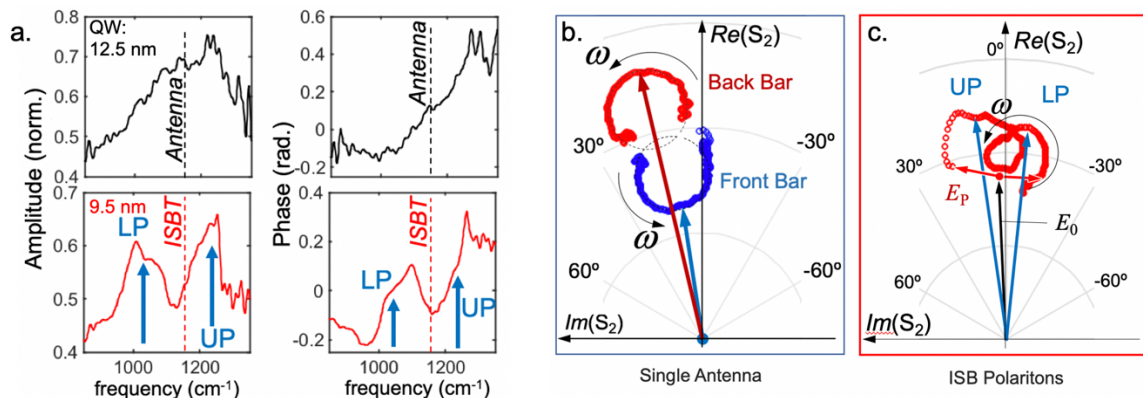 a.
QW:
12.5 nm
Antenna
Antenna
Amplitude (norm.)
0.8
0.7
0.6
0.5
0.4
Phase (rad.)
0.4
0.2
0
-0.2
9.5 nm
LP
ISBT
UP
0.7
0.6
0.5
0.4
1000 1200
frequency (cm⁻¹)
LP
ISBT
UP
0.4
0.2
0
-0.2
1000 1200
frequency (cm⁻¹)
b.
Re(S₂)
ω
Back Bar
30º
-30º
Front Bar
ω
60º
-60º
Im(S₂)
Single Antenna
c.
0º
Re(S₂)
UP
LP
ω
30º
-30º
E_P
E₀
60º
-60º
Im(S₂)
ISB Polaritons